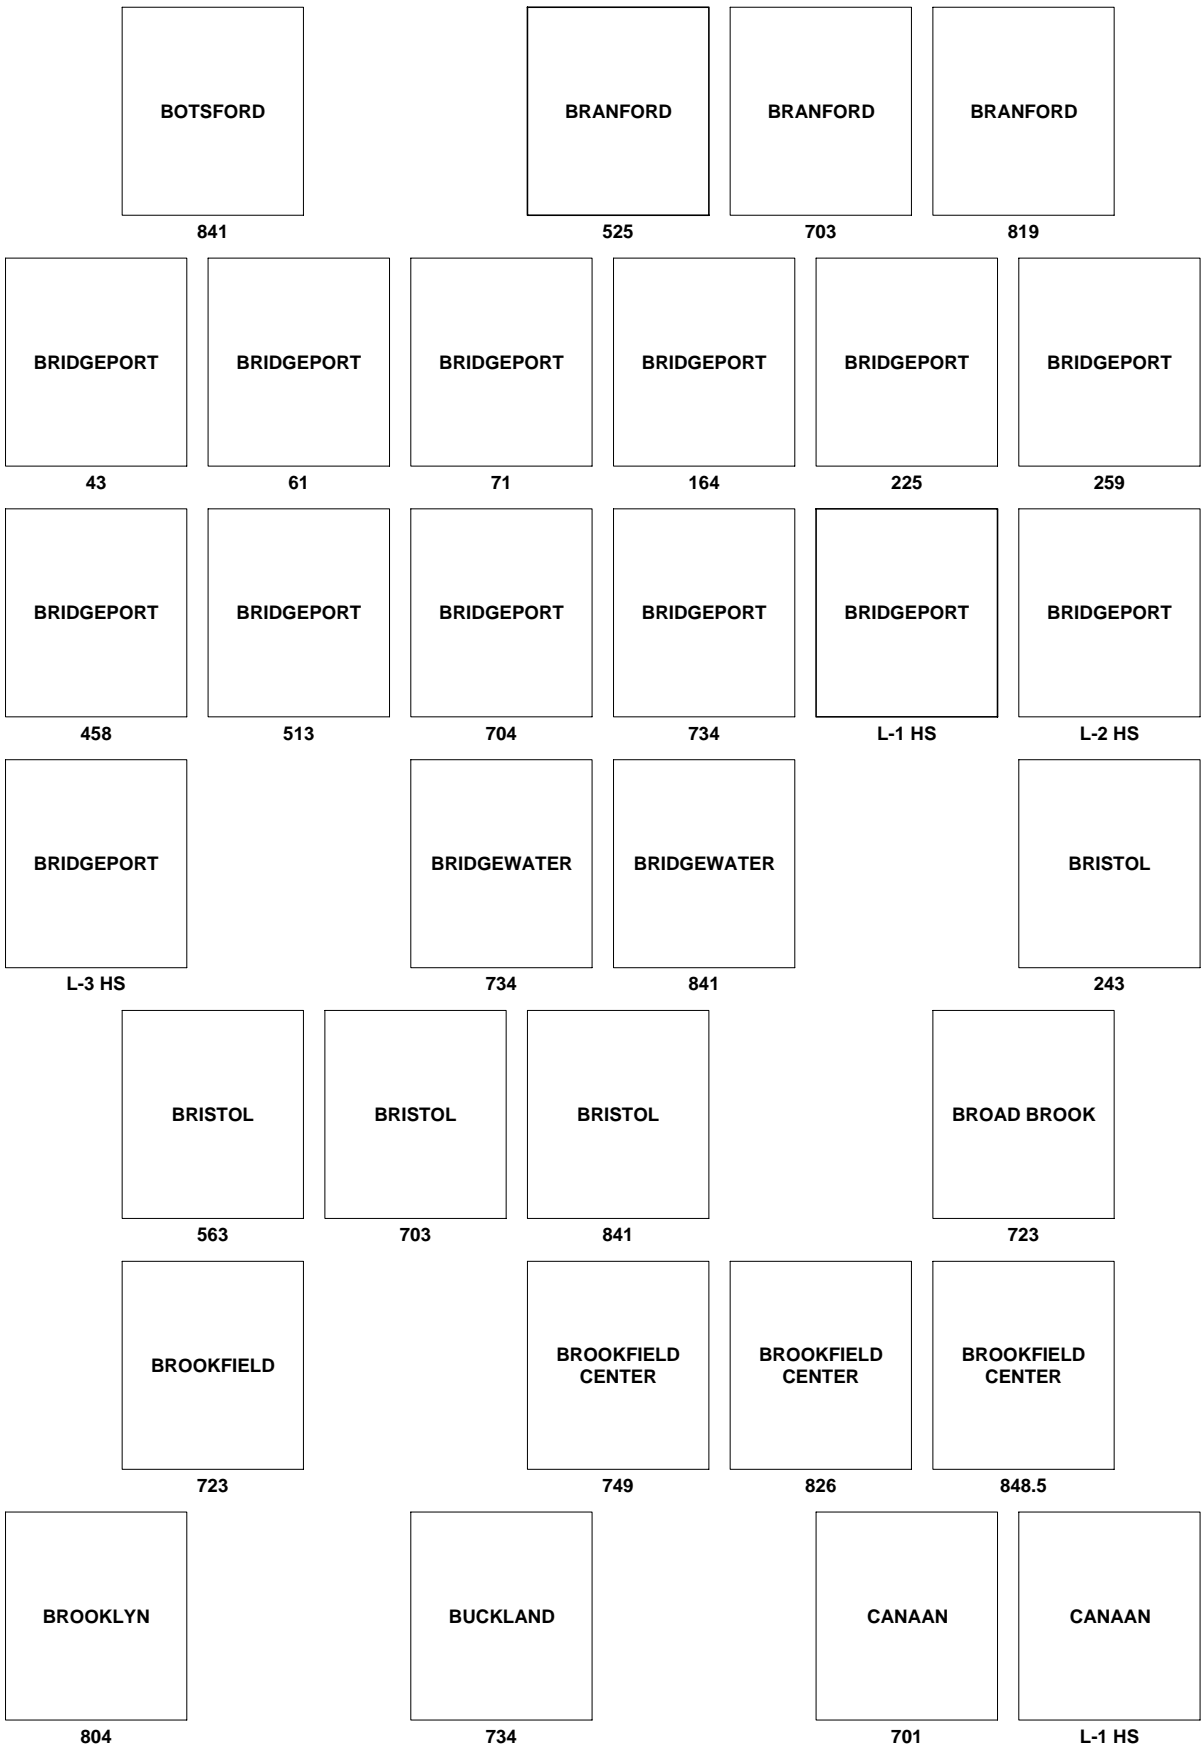 BOTSFORD BRANFORD BRANFORD BRANFORD
841 525 703 819
BRIDGEPORT BRIDGEPORT BRIDGEPORT BRIDGEPORT BRIDGEPORT BRIDGEPORT
43 61 71 164 225 259
BRIDGEPORT BRIDGEPORT BRIDGEPORT BRIDGEPORT BRIDGEPORT BRIDGEPORT
458 513 704 734 L-1 HS L-2 HS
BRIDGEPORT BRIDGEWATER BRIDGEWATER BRISTOL
L-3 HS 734 841 243
BRISTOL BRISTOL BRISTOL BROAD BROOK
563 703 841 723
BROOKFIELD BROOKFIELD BROOKFIELD BROOKFIELD
CENTER CENTER CENTER
723 749 826 848.5
BROOKLYN BUCKLAND CANAAN CANAAN
804 734 701 L-1 HS